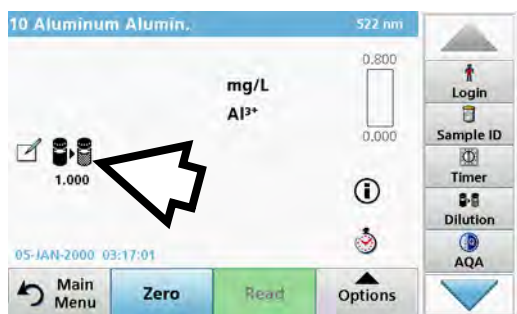 10 Aluminum Alumin.
522 nm
0.800
mg/L
Al³⁺
0.000
1.000
05-JAN-2000 03:17:01
Main
Menu
Zero
Read
Options
Login
Sample ID
Timer
Dilution
AQA